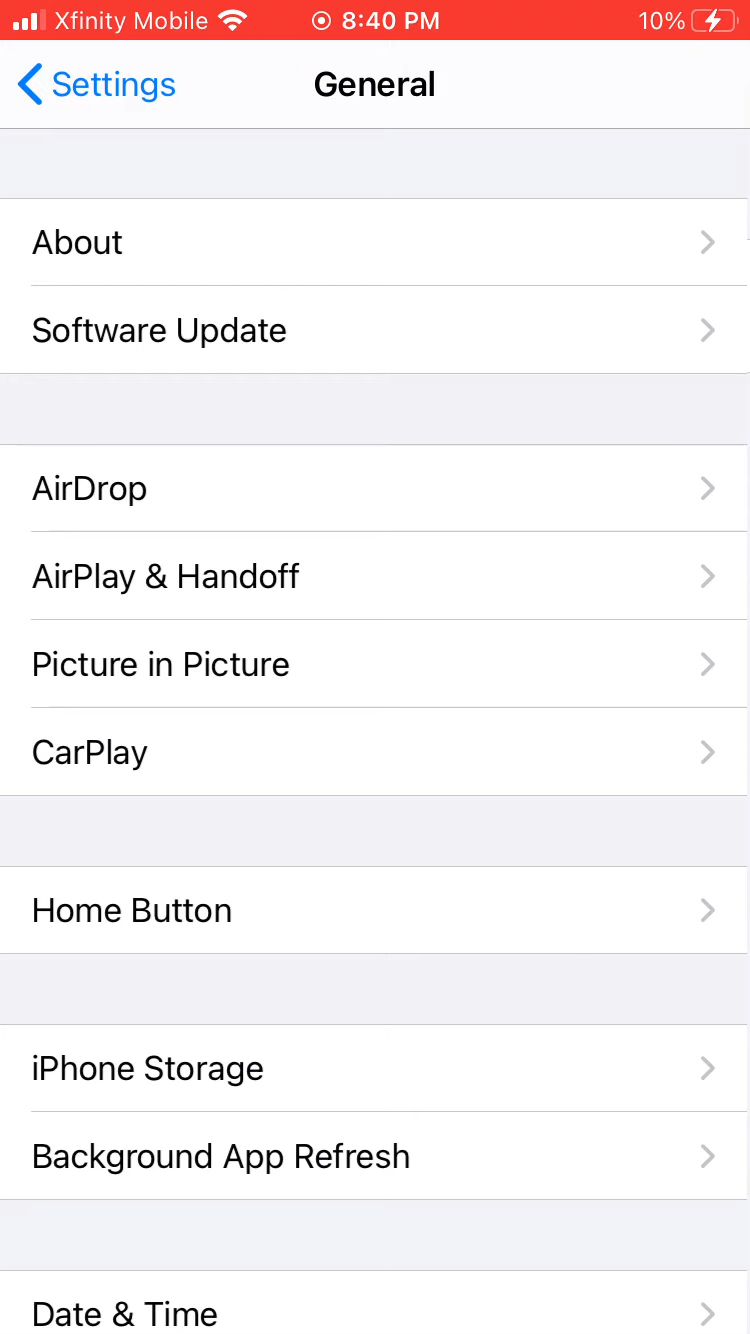 Xfinity Mobile 8:40 PM 10%
Settings General
About
Software Update
AirDrop
AirPlay & Handoff
Picture in Picture
CarPlay
Home Button
iPhone Storage
Background App Refresh
Date & Time